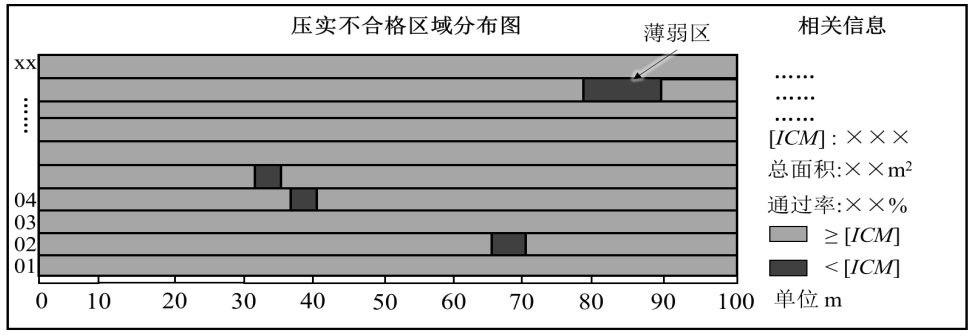 压实不合格区域分布图
薄弱区
相关信息
xx
……
04
03
02
01
0 10 20 30 40 50 60 70 80 90 100
……
……
……
[ICM]：×××
总面积:××m²
通过率:××%
≥[ICM]
<[ICM]
单位 m